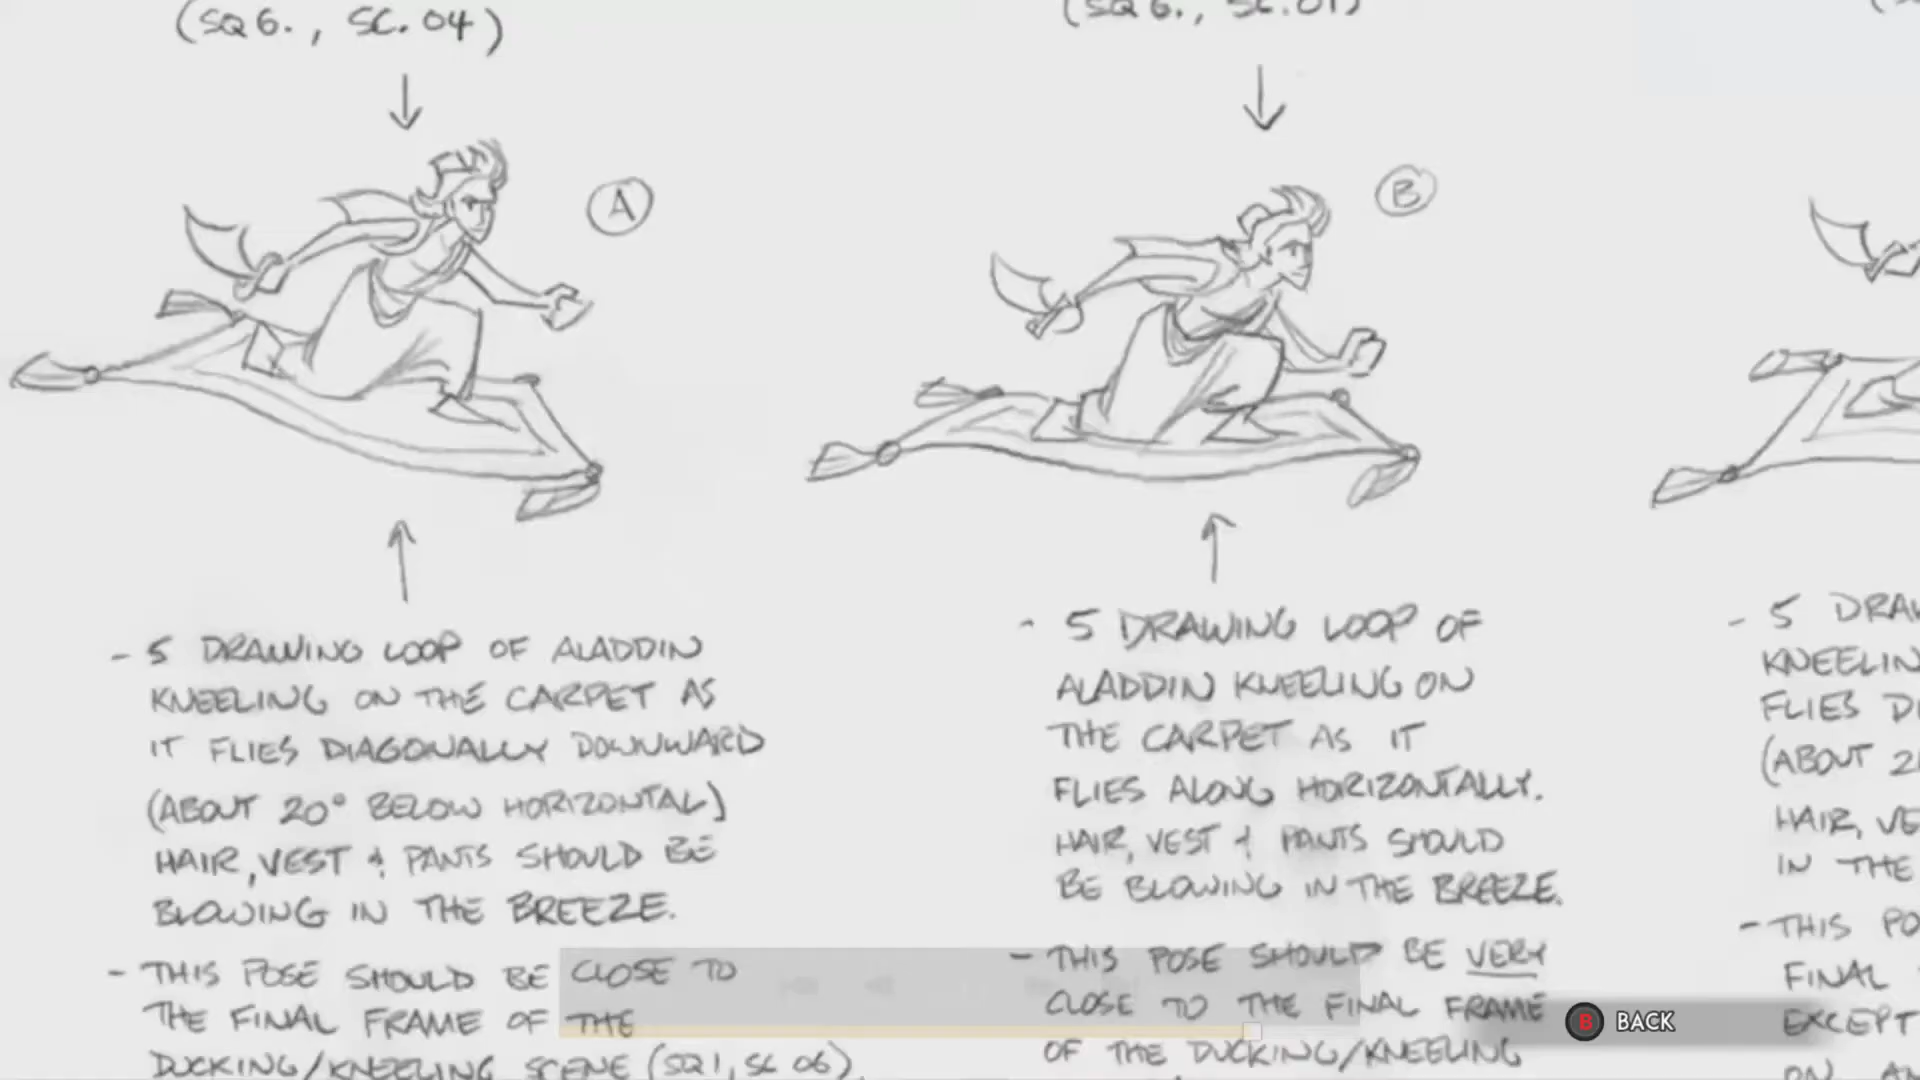 (SQ 6., SC. 04)
(SQ 6., SC. 01)
A
B
- 5 DRAWING LOOP OF ALADDIN
KNEELING ON THE CARPET AS
IT FLIES DIAGONALLY DOWNWARD
(ABOUT 20° BELOW HORIZONTAL)
HAIR, VEST & PANTS SHOULD BE
BLOWING IN THE BREEZE.
- THIS POSE SHOULD BE CLOSE TO
THE FINAL FRAME OF THE
DUCKING/KNEELING SCENE (SQ1, SC 06)
- 5 DRAWING LOOP OF
ALADDIN KNEELING ON
THE CARPET AS IT
FLIES ALONG HORIZONTALLY.
HAIR, VEST & PANTS SHOULD
BE BLOWING IN THE BREEZE.
- THIS POSE SHOULD BE VERY
CLOSE TO THE FINAL FRAME
OF THE DUCKING/KNEELING
- 5
FLIES
(ABOUT
HAIR,
IN THE
- THIS
FINAL
EXCEPT
ON
B BACK